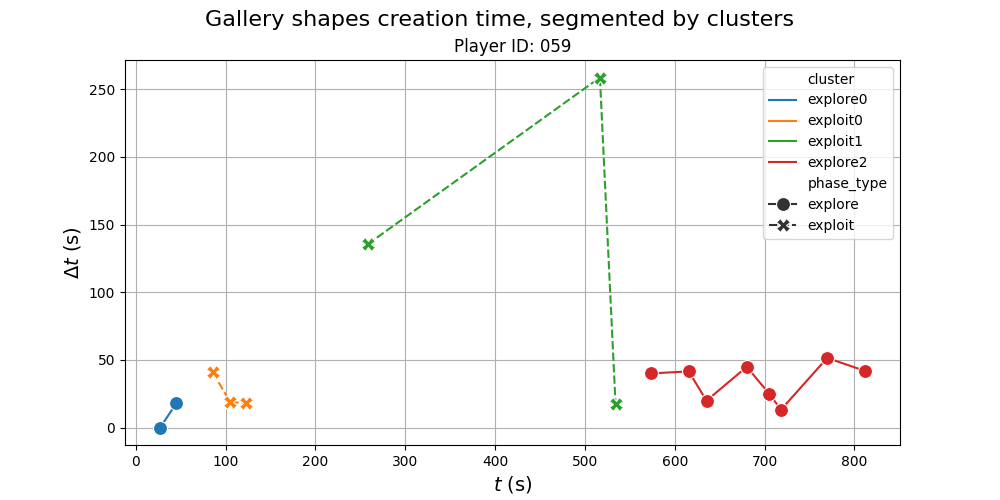 Gallery shapes creation time, segmented by clusters
Player ID: 059
Δt (s)
250
200
150
100
50
0
0 100 200 300 400 500 600 700 800
t (s)
cluster
explore0
exploit0
exploit1
explore2
phase_type
explore
exploit